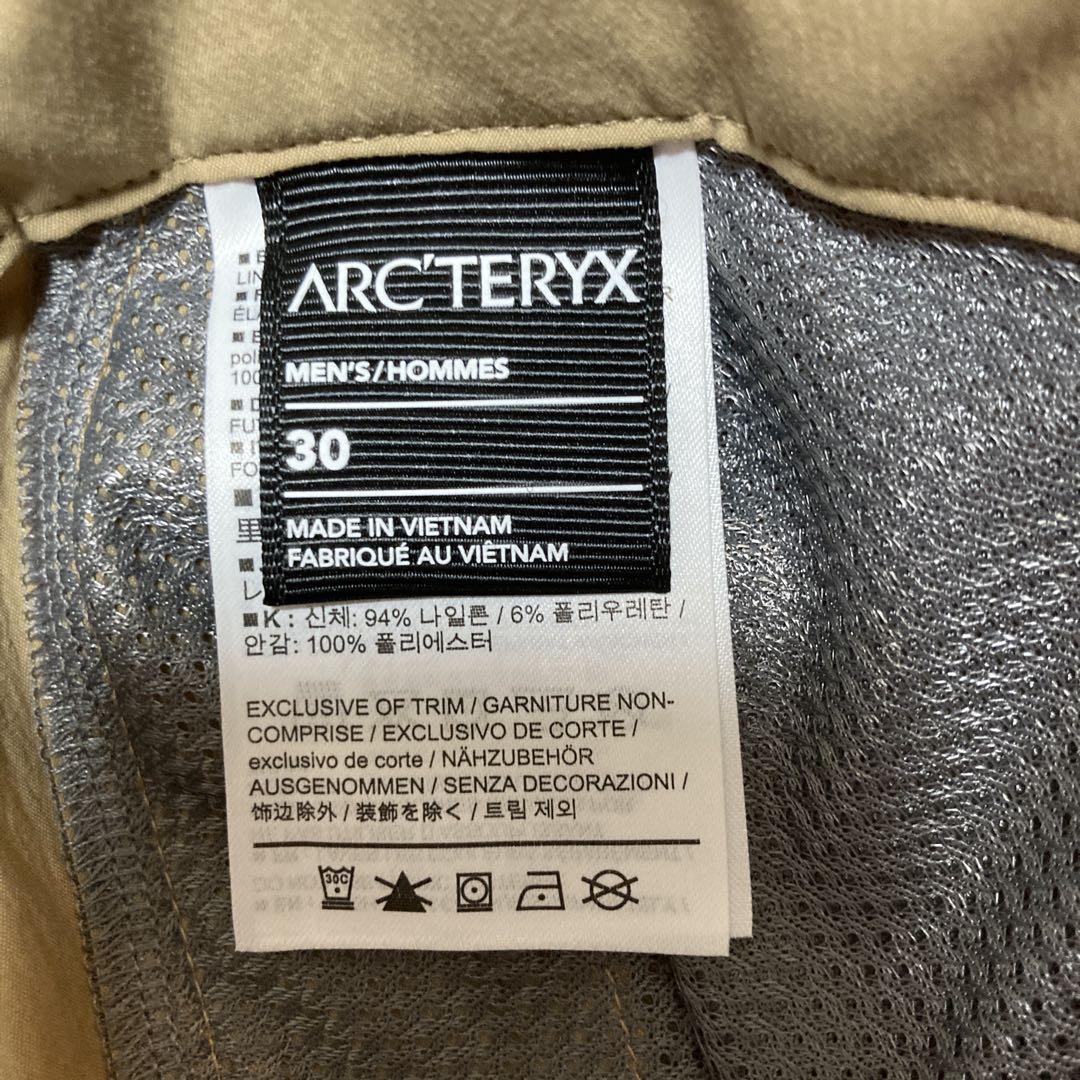 ARC'TERYX
MEN'S/HOMMES
30
MADE IN VIETNAM
FABRIQUÉ AU VIÊTNAM
■K : 신체: 94% 나일론 / 6% 폴리우레탄 /
안감: 100% 폴리에스터
EXCLUSIVE OF TRIM / GARNITURE NON-
COMPRISE / EXCLUSIVO DE CORTE /
exclusivo de corte / NÄHZUBEHÖR
AUSGENOMMEN / SENZA DECORAZIONI /
饰边除外 / 装飾を除く / 트림 제외
30C